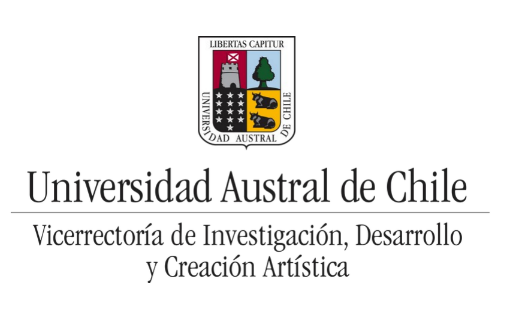 LIBERTAS CAPITUR
UNIVERSIDAD AUSTRAL DE CHILE
Universidad Austral de Chile
Vicerrectoría de Investigación, Desarrollo
y Creación Artística